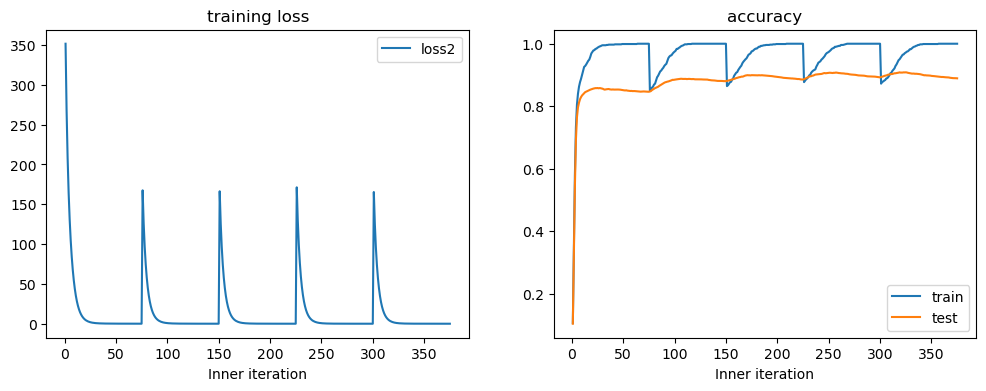 training loss
350
300
250
200
150
100
50
0
loss2
0 50 100 150 200 250 300 350
Inner iteration
accuracy
1.0
0.8
0.6
0.4
0.2
train
test
0 50 100 150 200 250 300 350
Inner iteration